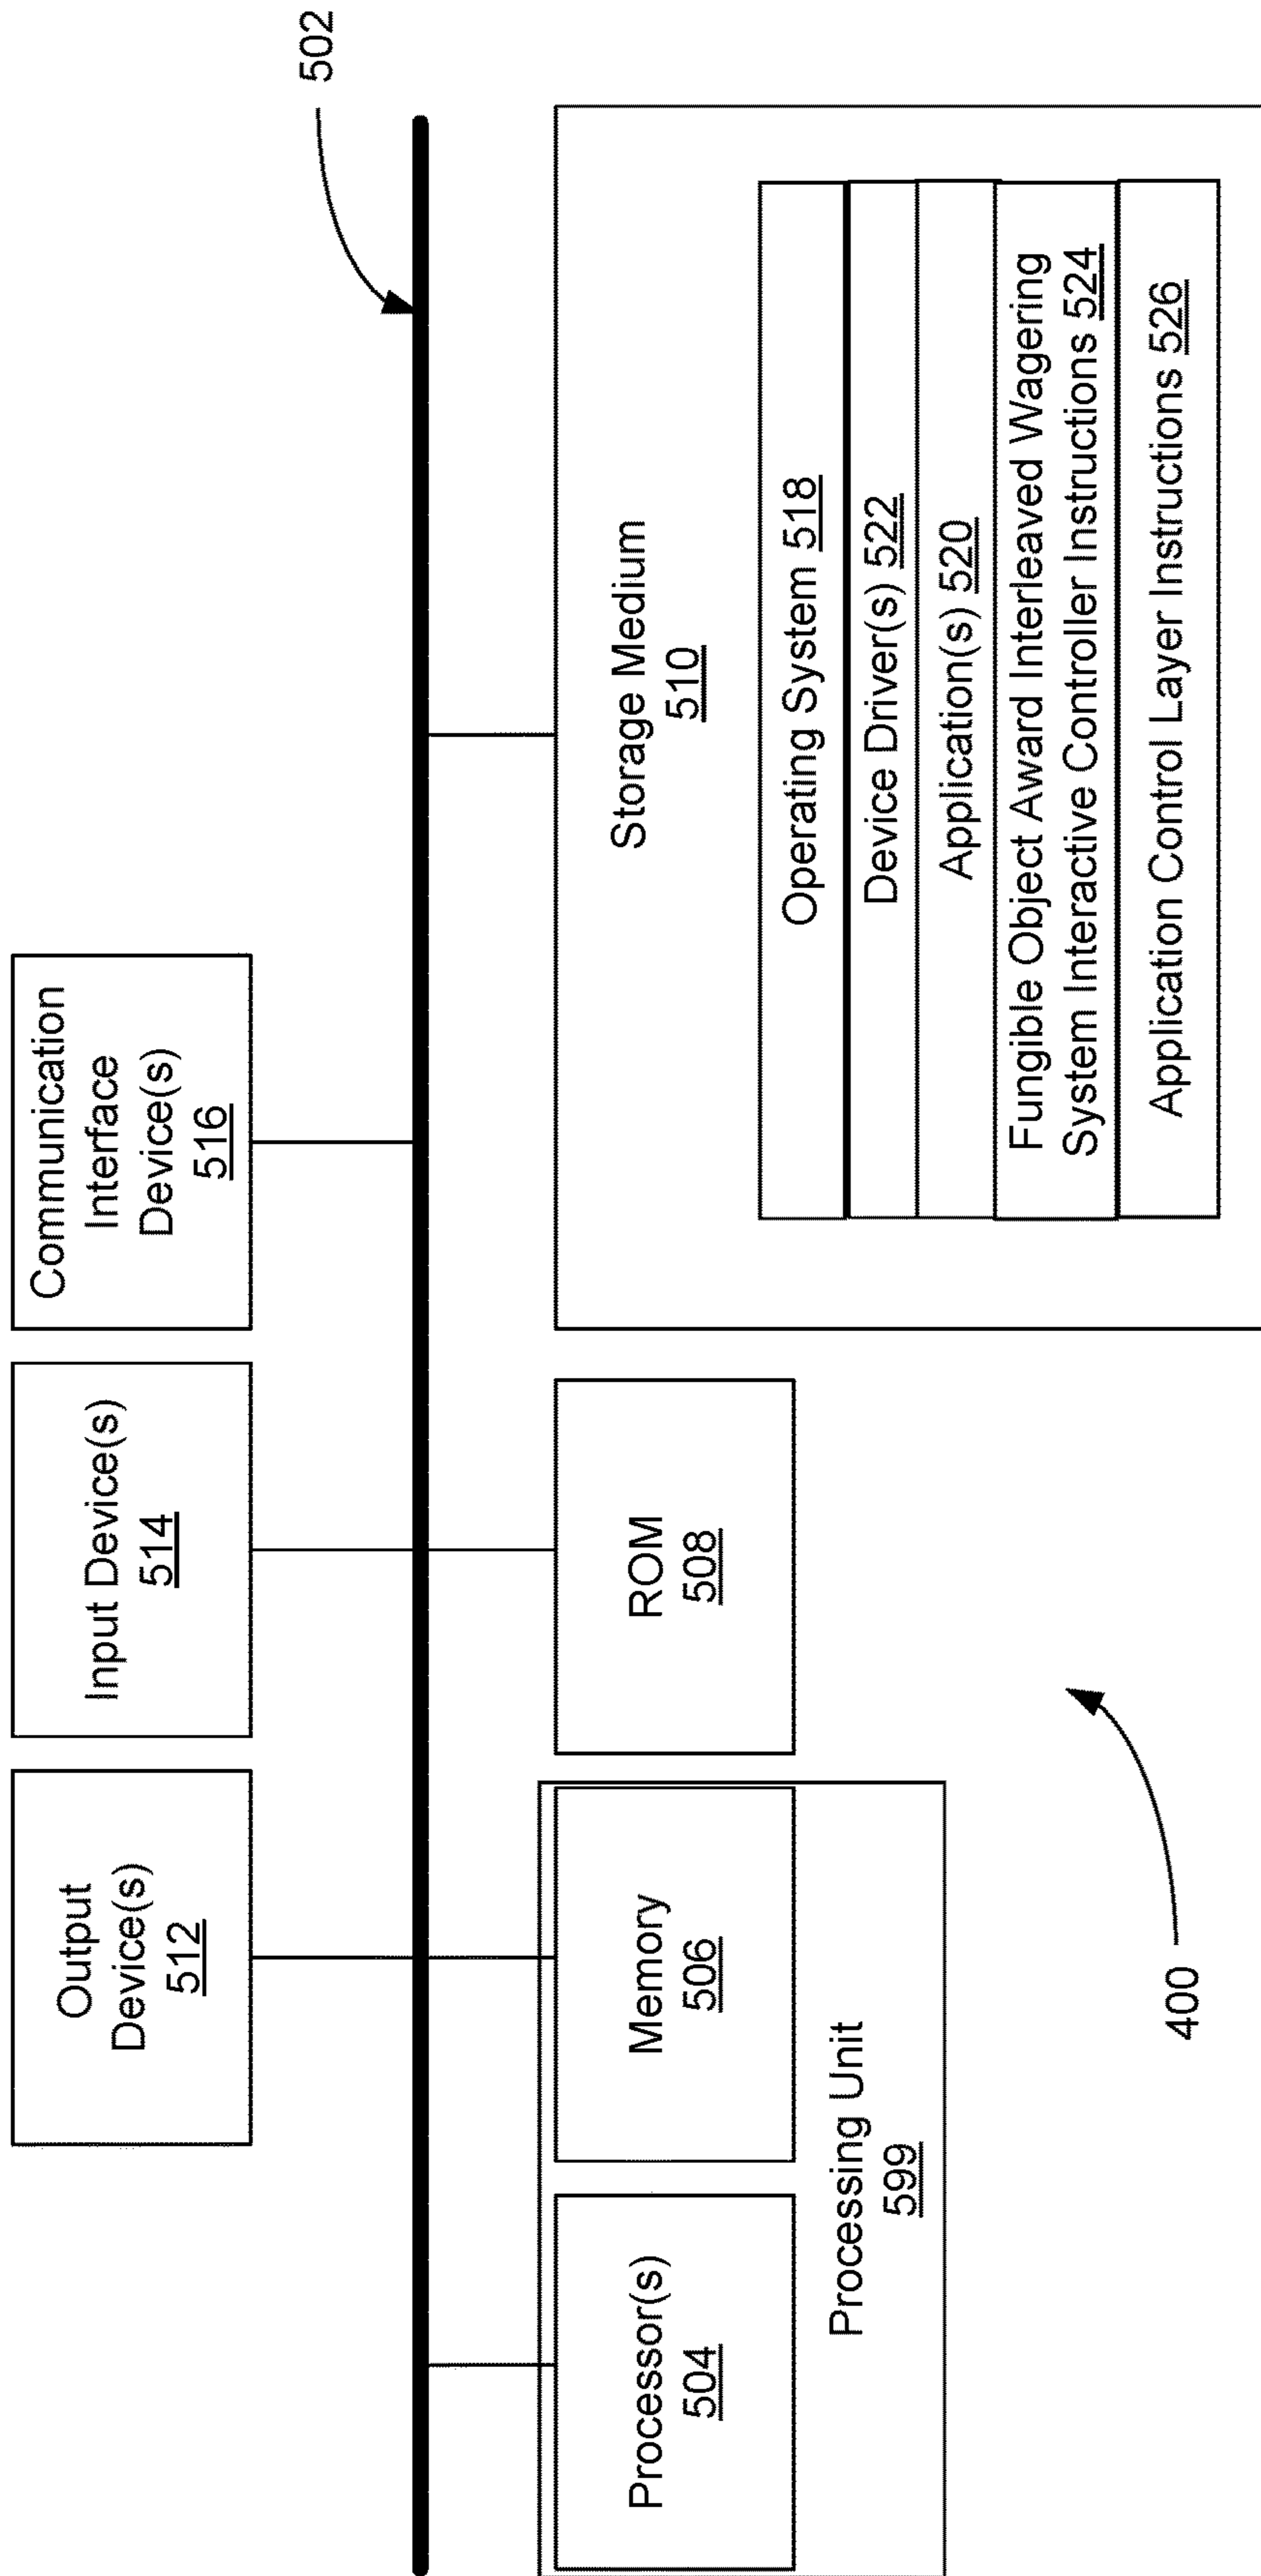 502
Output
Device(s)
512
Input Device(s)
514
Communication
Interface
Device(s)
516
Processor(s)
504
Memory
506
Processing Unit
599
ROM
508
Storage Medium
510
Operating System 518
Device Driver(s) 522
Application(s) 520
Fungible Object Award Interleaved Wagering
System Interactive Controller Instructions 524
Application Control Layer Instructions 526
400